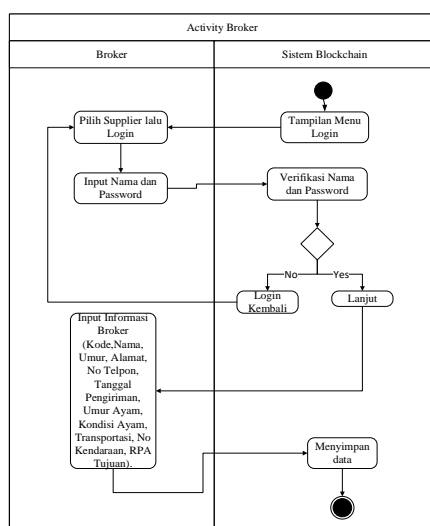 Activity Broker
Broker
Sistem Blockchain
Pilih Supplier lalu
Login
Tampilan Menu
Login
Input Nama dan
Password
Verifikasi Nama
dan Password
No
Yes
Login
Kembali
Lanjut
Input Informasi
Broker
(Kode,Nama,
Umur, Alamat,
No Telpon,
Tanggal
Pengiriman,
Umur Ayam,
Kondisi Ayam,
Transportasi, No
Kendaraan, RPA
Tujuan).
Menyimpan
data